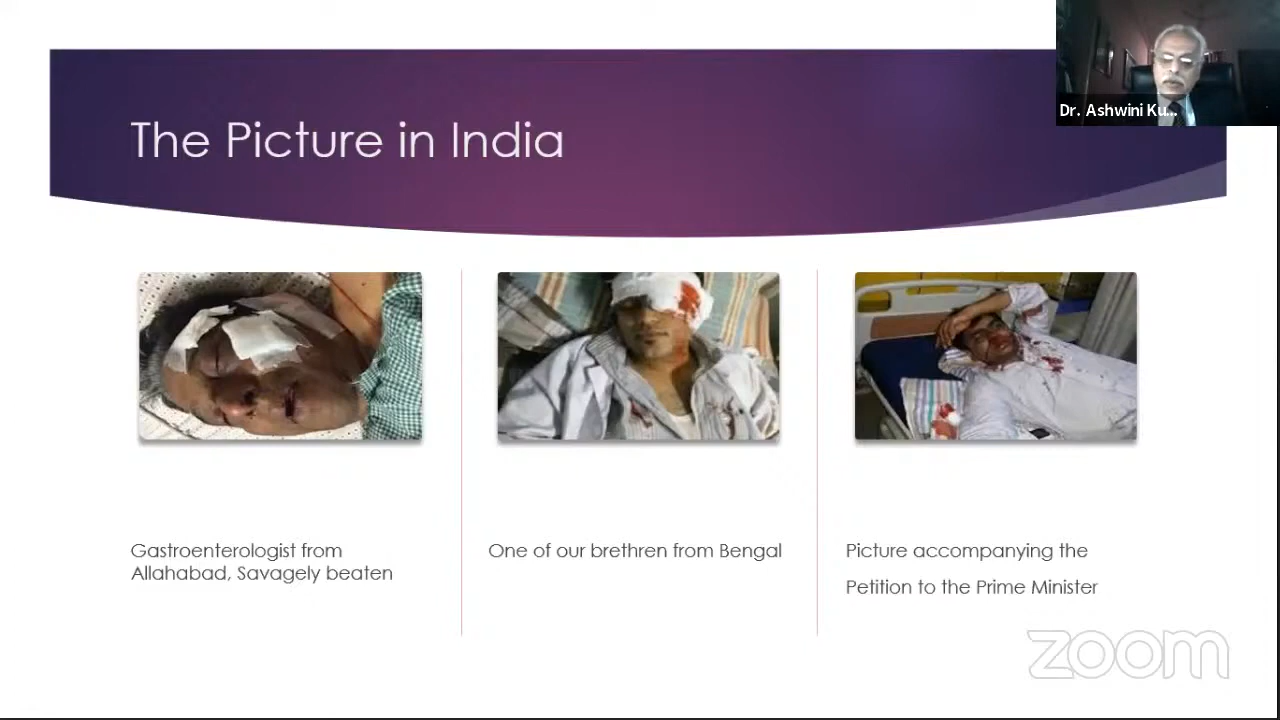 Dr. Ashwini Ku...
The Picture in India
Gastroenterologist from
Allahabad, Savagely beaten
One of our brethren from Bengal
Picture accompanying the
Petition to the Prime Minister
zoom